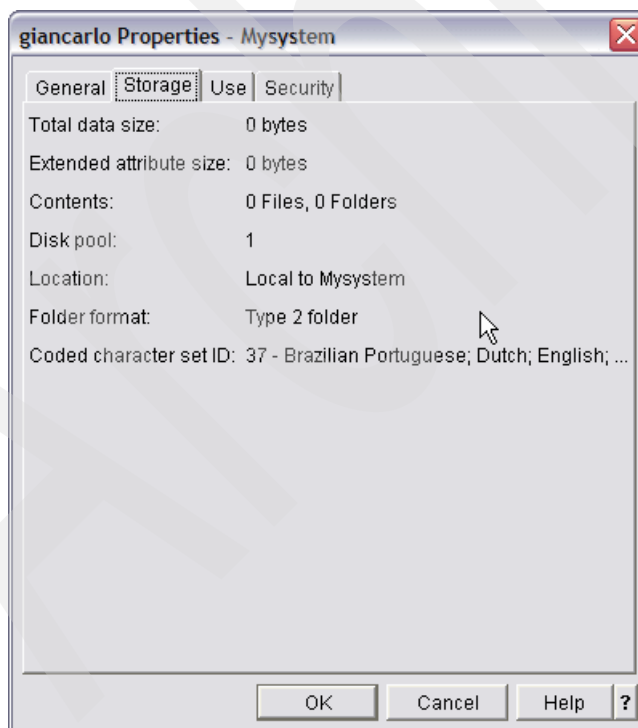 giancarlo Properties - Mysystem
General Storage Use Security
Total data size: 0 bytes
Extended attribute size: 0 bytes
Contents: 0 Files, 0 Folders
Disk pool: 1
Location: Local to Mysystem
Folder format: Type 2 folder
Coded character set ID: 37 - Brazilian Portuguese; Dutch; English; ...
OK Cancel Help ?